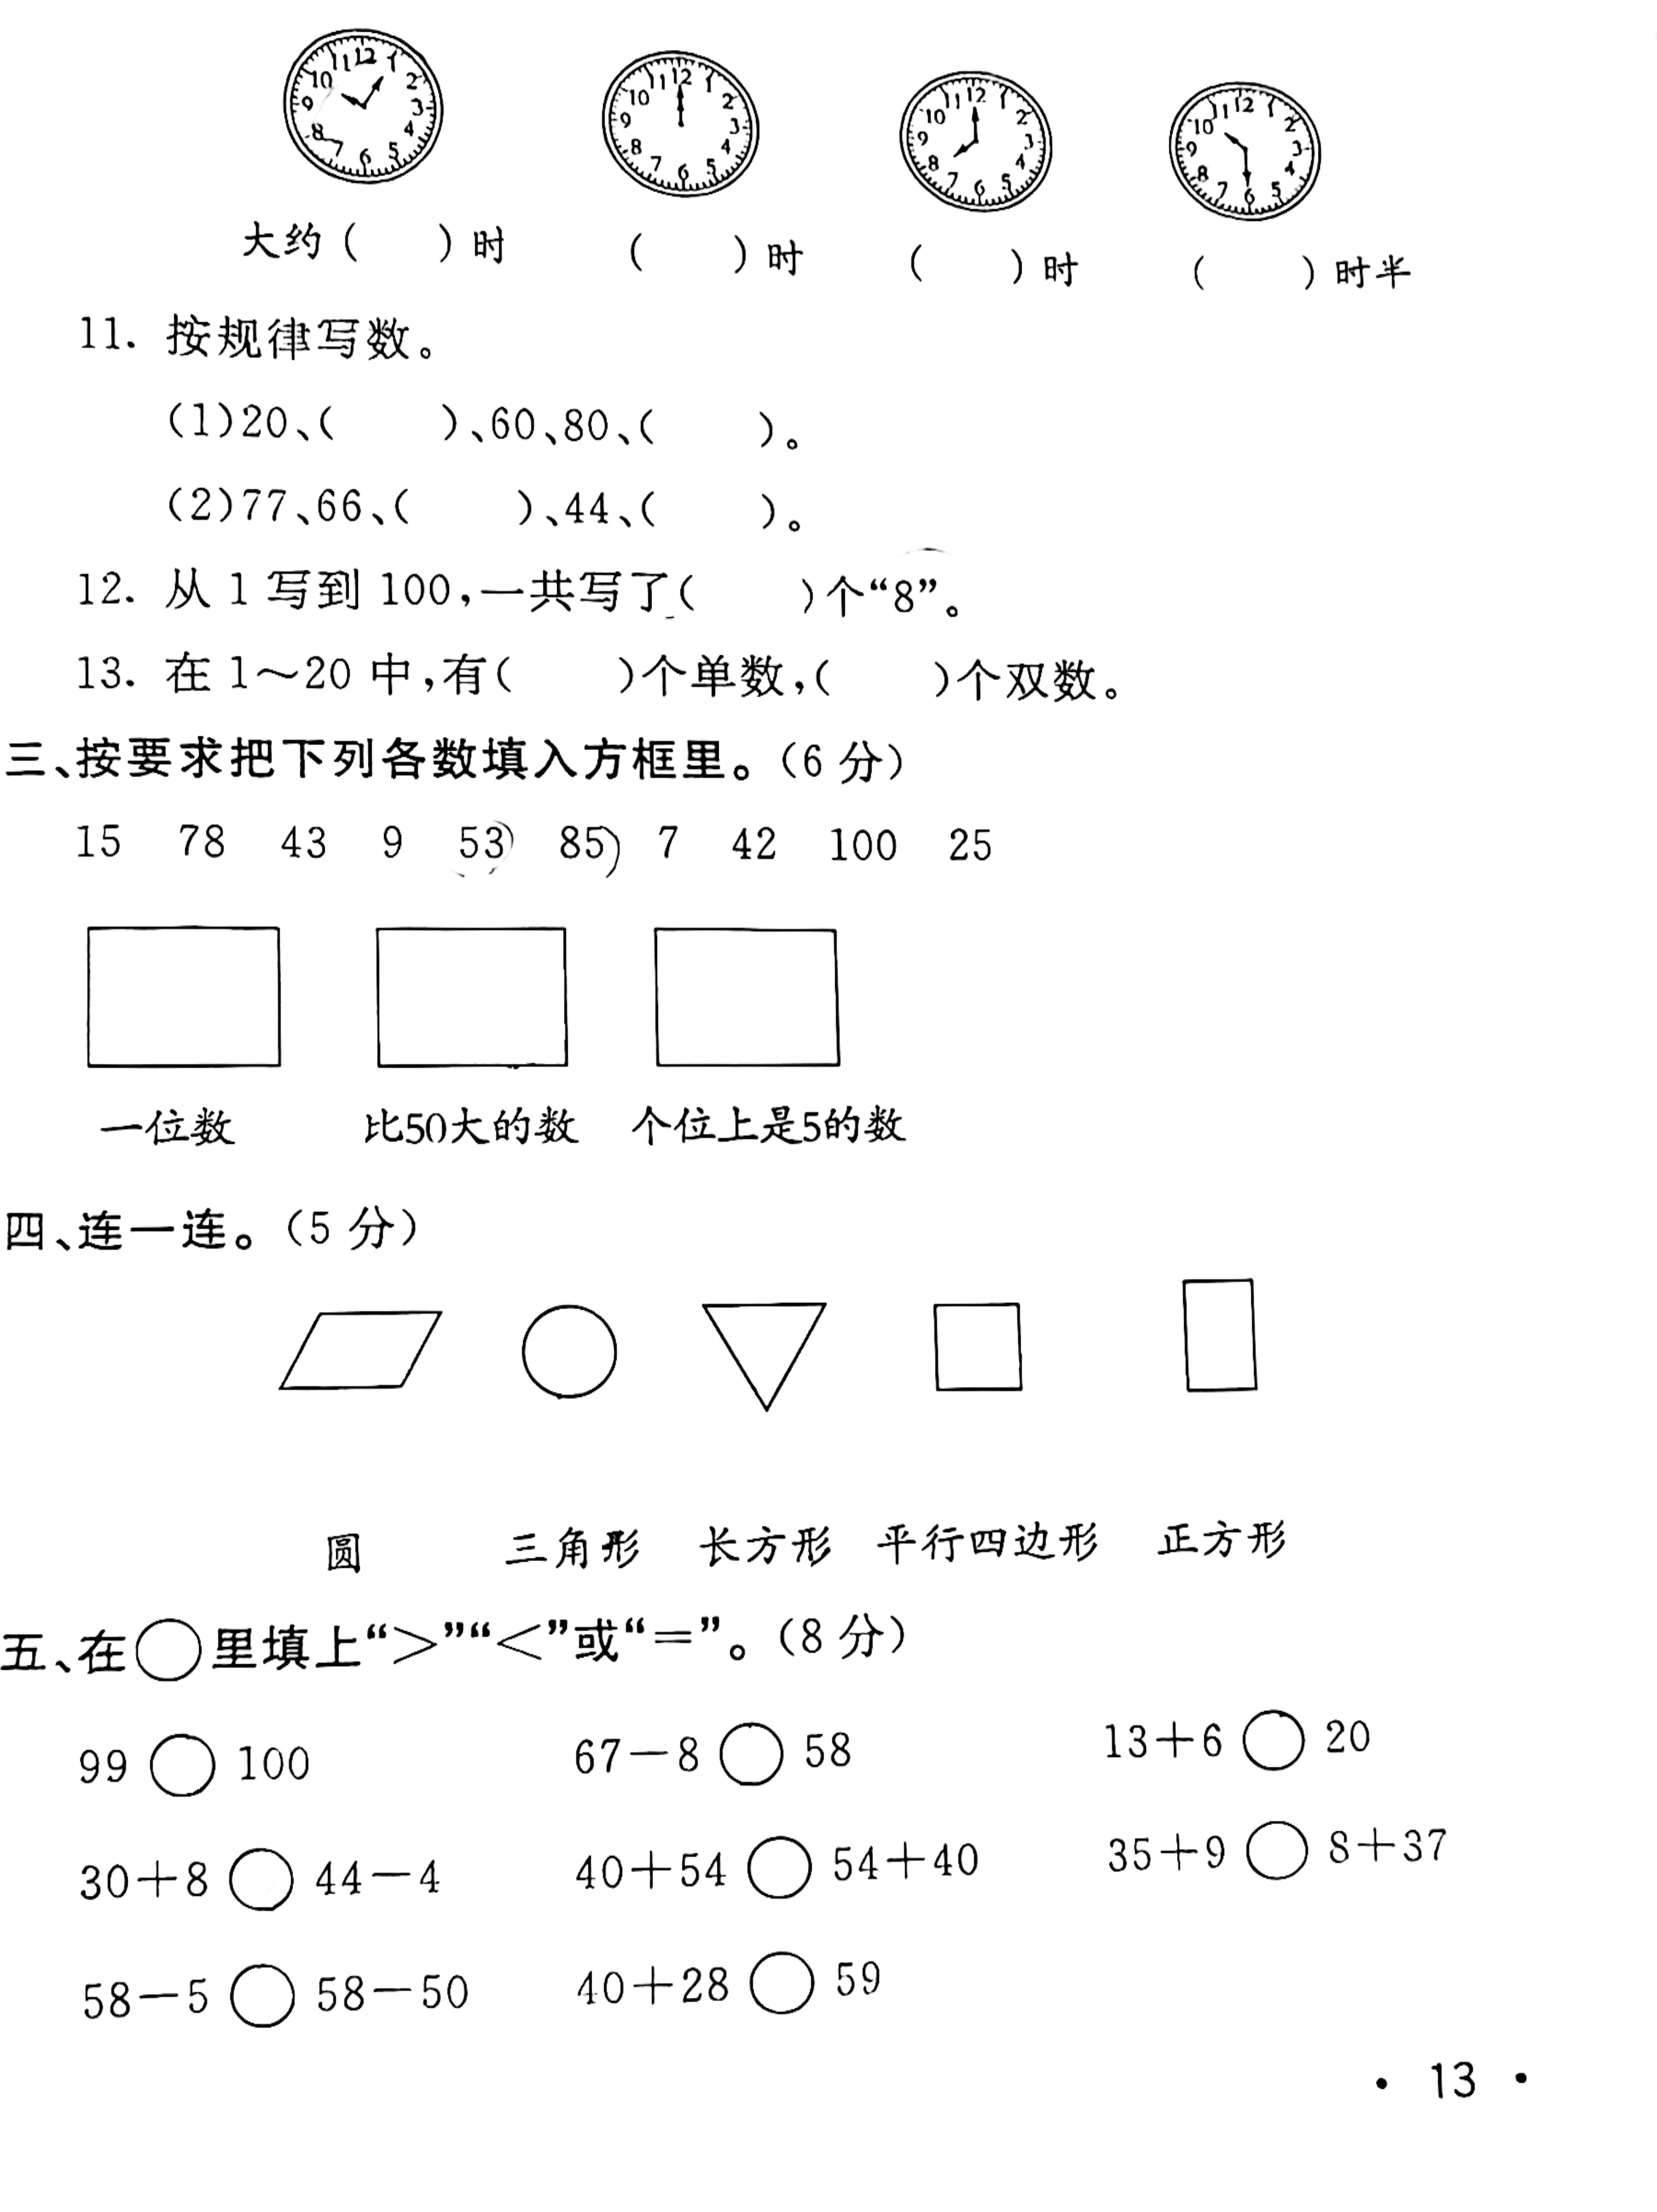 11 12 1 10 2 9 3 8 4 7 6 5
11 12 1 10 2 9 3 8 4 7 6 5
11 12 1 10 2 9 3 8 4 7 6 5
11 12 1 10 2 9 3 8 4 7 6 5
大约（　　）时　（　　）时　（　　）时　（　　）时半
11. 按规律写数。
(1)20、(　　)、60、80、(　　)。
(2)77、66、(　　)、44、(　　)。
12. 从 1 写到 100,一共写了(　　)个“8”。
13. 在 1～20 中,有(　　)个单数,(　　)个双数。
三、按要求把下列各数填入方框里。(6 分)
15　78　43　9　53　85　7　42　100　25
一位数　比50大的数　个位上是5的数
四、连一连。(5 分)
圆　三角形　长方形　平行四边形　正方形
五、在○里填上“>”“<”或“=”。(8 分)
99 ○ 100　67－8 ○ 58　13＋6 ○ 20
30＋8 ○ 44－4　40＋54 ○ 54＋40　35＋9 ○ 8＋37
58－5 ○ 58－50　40＋28 ○ 59
· 13 ·